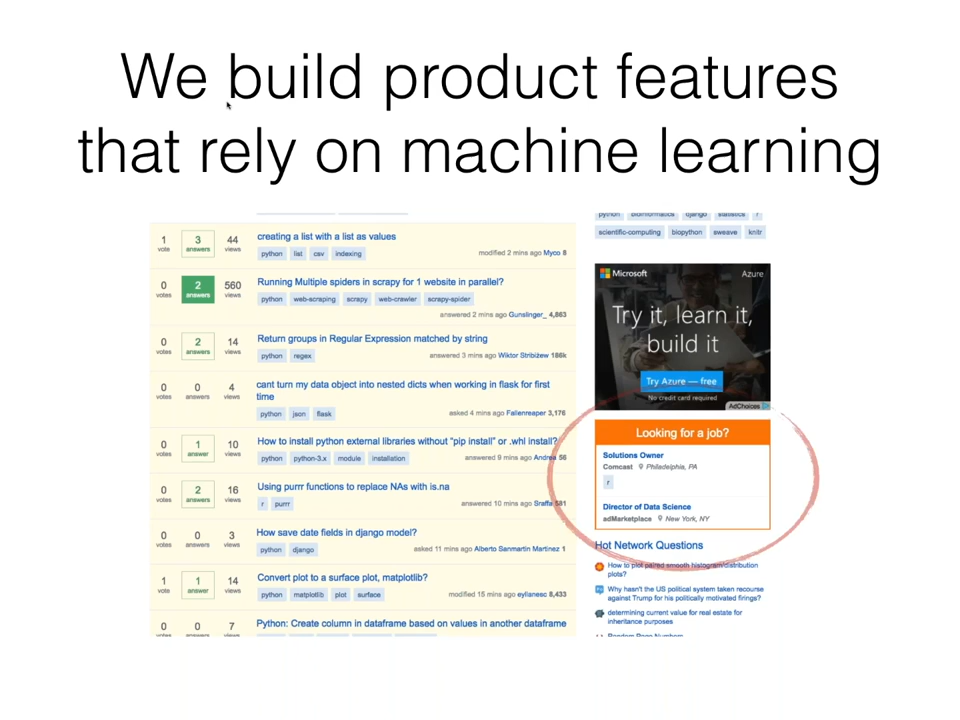 We build product features
that rely on machine learning
1 3 44 creating a list with a list as values
vote answers views python list csv indexing modified 2 mins ago Myco 8
0 2 560 Running Multiple spiders in scrapy for 1 website in parallel?
votes answers views python web-scraping scrapy web-crawler scrapy-spider
answered 2 mins ago Gunslinger_ 4,863
0 2 14 Return groups in Regular Expression matched by string
votes answers views python regex answered 3 mins ago Wiktor Stribiżew 186k
0 0 4 cant turn my data object into nested dicts when working in flask for first
votes answers views time
python json flask asked 4 mins ago Fallenreaper 3,176
0 1 10 How to install python external libraries without "pip install" or .whl install?
votes answer views python python-3.x module installation answered 9 mins ago Andrea 56
0 2 16 Using purrr functions to replace NAs with is.na
votes answers views r purrr answered 10 mins ago Sraffa 581
0 0 3 How save date fields in django model?
votes answers views python django asked 11 mins ago Alberto Sanmartin Martinez 1
1 1 14 Convert plot to a surface plot, matplotlib?
vote answer views python matplotlib plot surface modified 15 mins ago eylianesc 8,433
0 0 7 Python: Create column in dataframe based on values in another dataframe
votes answers views
python bioinformatics django statistics r
scientific-computing biopython sweave knitr
Microsoft Azure
Try it, learn it,
build it
Try Azure — free
No credit card required
AdChoices
Looking for a job?
Solutions Owner
Comcast Philadelphia, PA
r
Director of Data Science
adMarketplace New York, NY
Hot Network Questions
How to plot paired smooth histogram/distribution
plots?
Why hasn't the US political system taken recourse
against Trump for his politically motivated firings?
determining current value for real estate for
inheritance purposes
Random Page Numbers